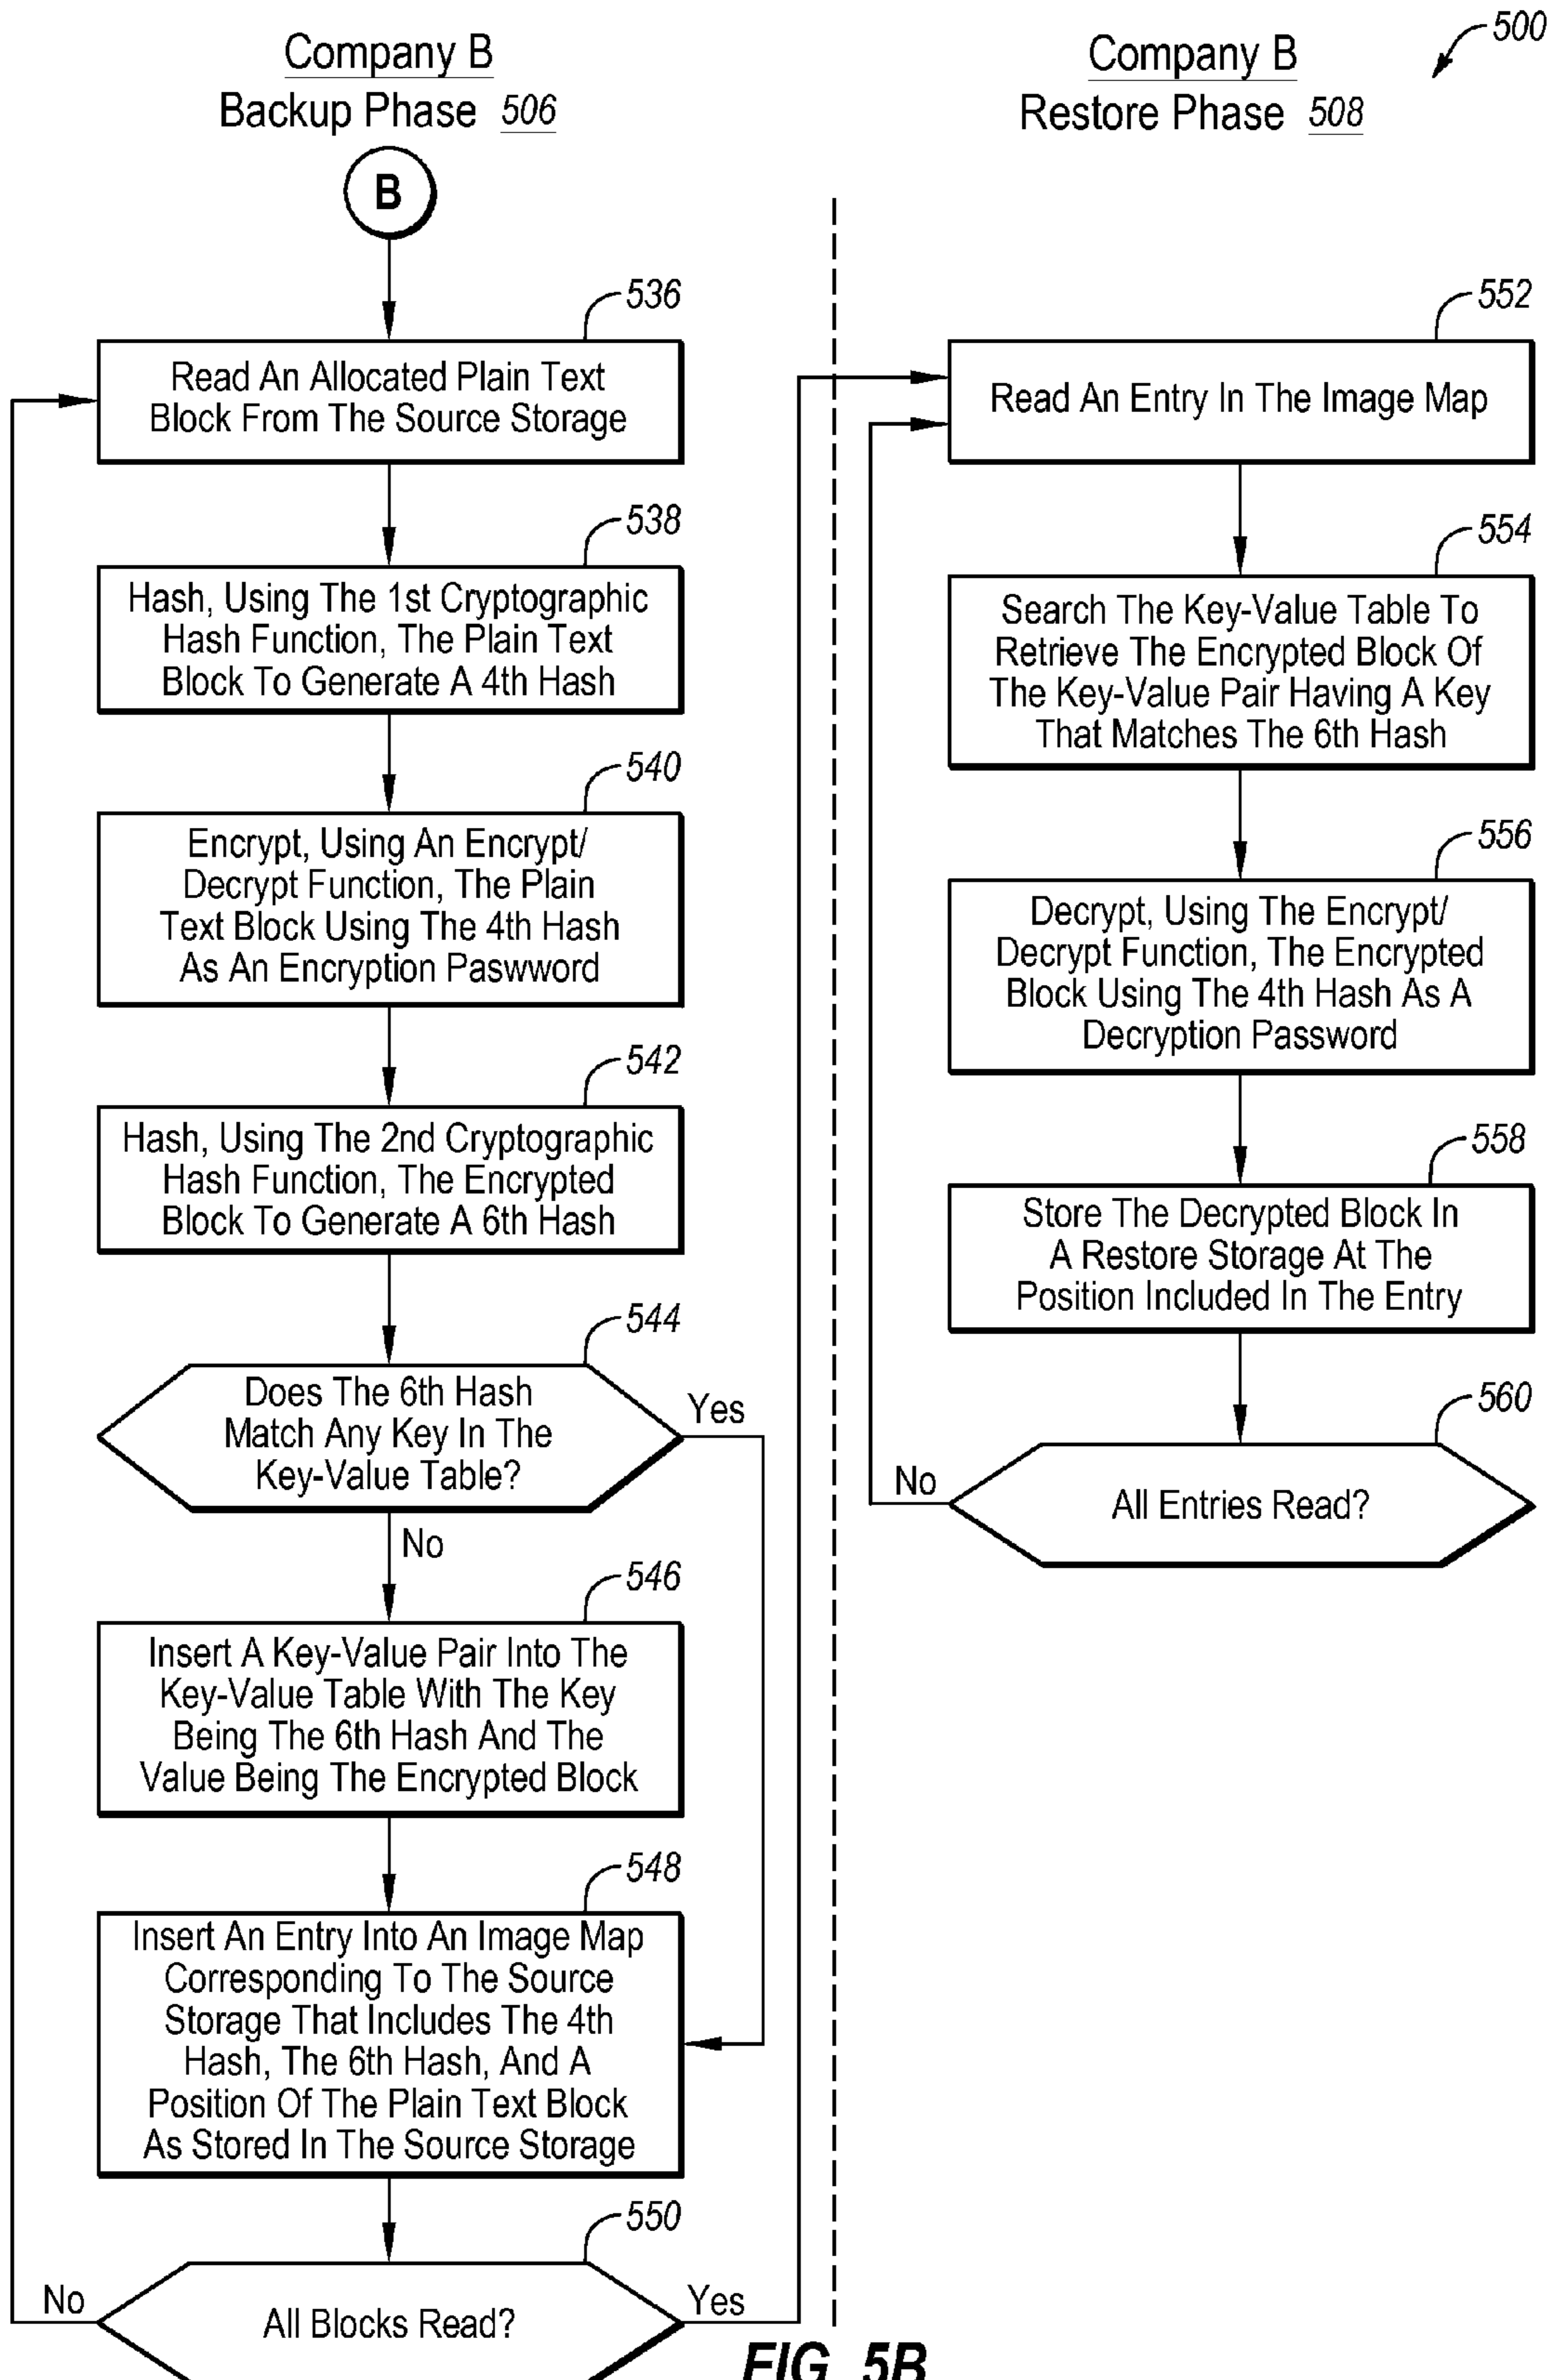 500
Company B
Backup Phase 506
B
536
Read An Allocated Plain Text
Block From The Source Storage
538
Hash, Using The 1st Cryptographic
Hash Function, The Plain Text
Block To Generate A 4th Hash
540
Encrypt, Using An Encrypt/
Decrypt Function, The Plain
Text Block Using The 4th Hash
As An Encryption Paswword
542
Hash, Using The 2nd Cryptographic
Hash Function, The Encrypted
Block To Generate A 6th Hash
544
Does The 6th Hash
Match Any Key In The
Key-Value Table?
Yes
No
546
Insert A Key-Value Pair Into The
Key-Value Table With The Key
Being The 6th Hash And The
Value Being The Encrypted Block
548
Insert An Entry Into An Image Map
Corresponding To The Source
Storage That Includes The 4th
Hash, The 6th Hash, And A
Position Of The Plain Text Block
As Stored In The Source Storage
550
No
All Blocks Read?
Yes
Company B
Restore Phase 508
552
Read An Entry In The Image Map
554
Search The Key-Value Table To
Retrieve The Encrypted Block Of
The Key-Value Pair Having A Key
That Matches The 6th Hash
556
Decrypt, Using The Encrypt/
Decrypt Function, The Encrypted
Block Using The 4th Hash As A
Decryption Password
558
Store The Decrypted Block In
A Restore Storage At The
Position Included In The Entry
560
No
All Entries Read?
FIG. 5B